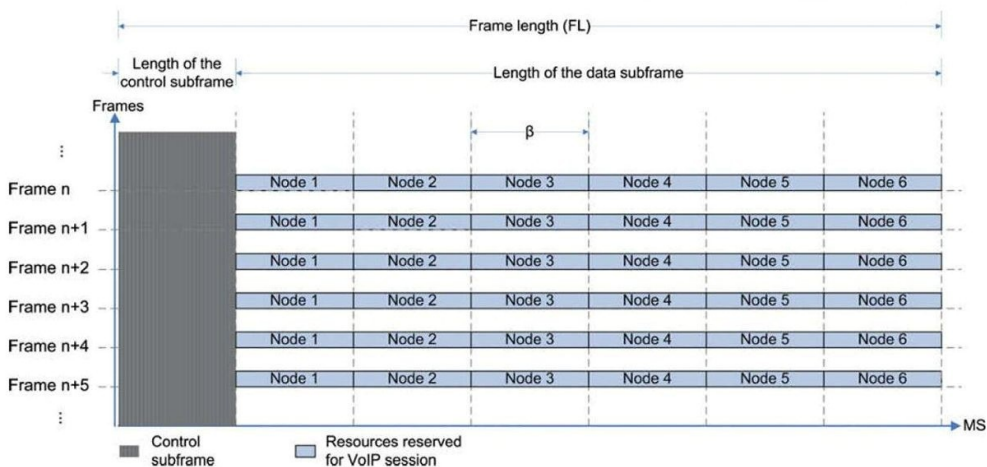 Frame length (FL)
Length of the
control subframe
Length of the data subframe
Frames
β
...
Frame n
Node 1 Node 2 Node 3 Node 4 Node 5 Node 6
Frame n+1
Node 1 Node 2 Node 3 Node 4 Node 5 Node 6
Frame n+2
Node 1 Node 2 Node 3 Node 4 Node 5 Node 6
Frame n+3
Node 1 Node 2 Node 3 Node 4 Node 5 Node 6
Frame n+4
Node 1 Node 2 Node 3 Node 4 Node 5 Node 6
Frame n+5
Node 1 Node 2 Node 3 Node 4 Node 5 Node 6
...
MS
Control
subframe
Resources reserved
for VoIP session